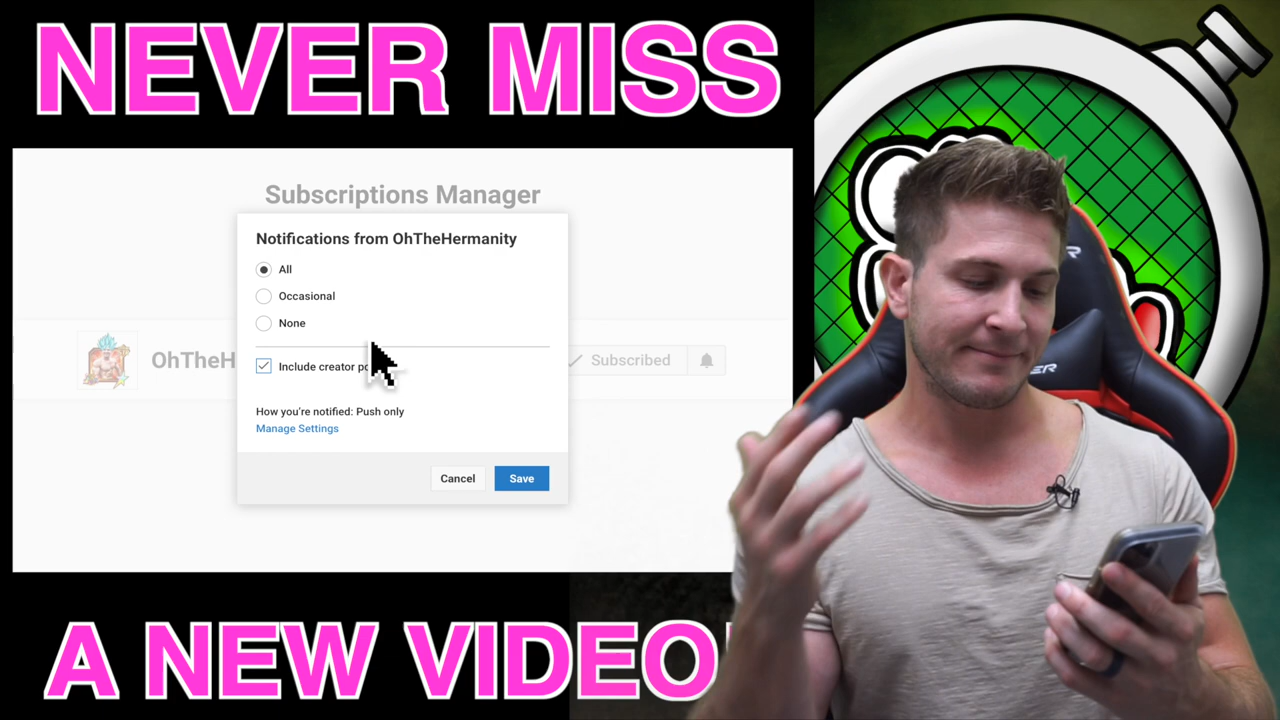 NEVER MISS
Subscriptions Manager
Notifications from OhTheHermanity
All
Occasional
None
OhTheH
Subscribed
Include creator
How you're notified: Push only
Manage Settings
Cancel
Save
A NEW VIDEO